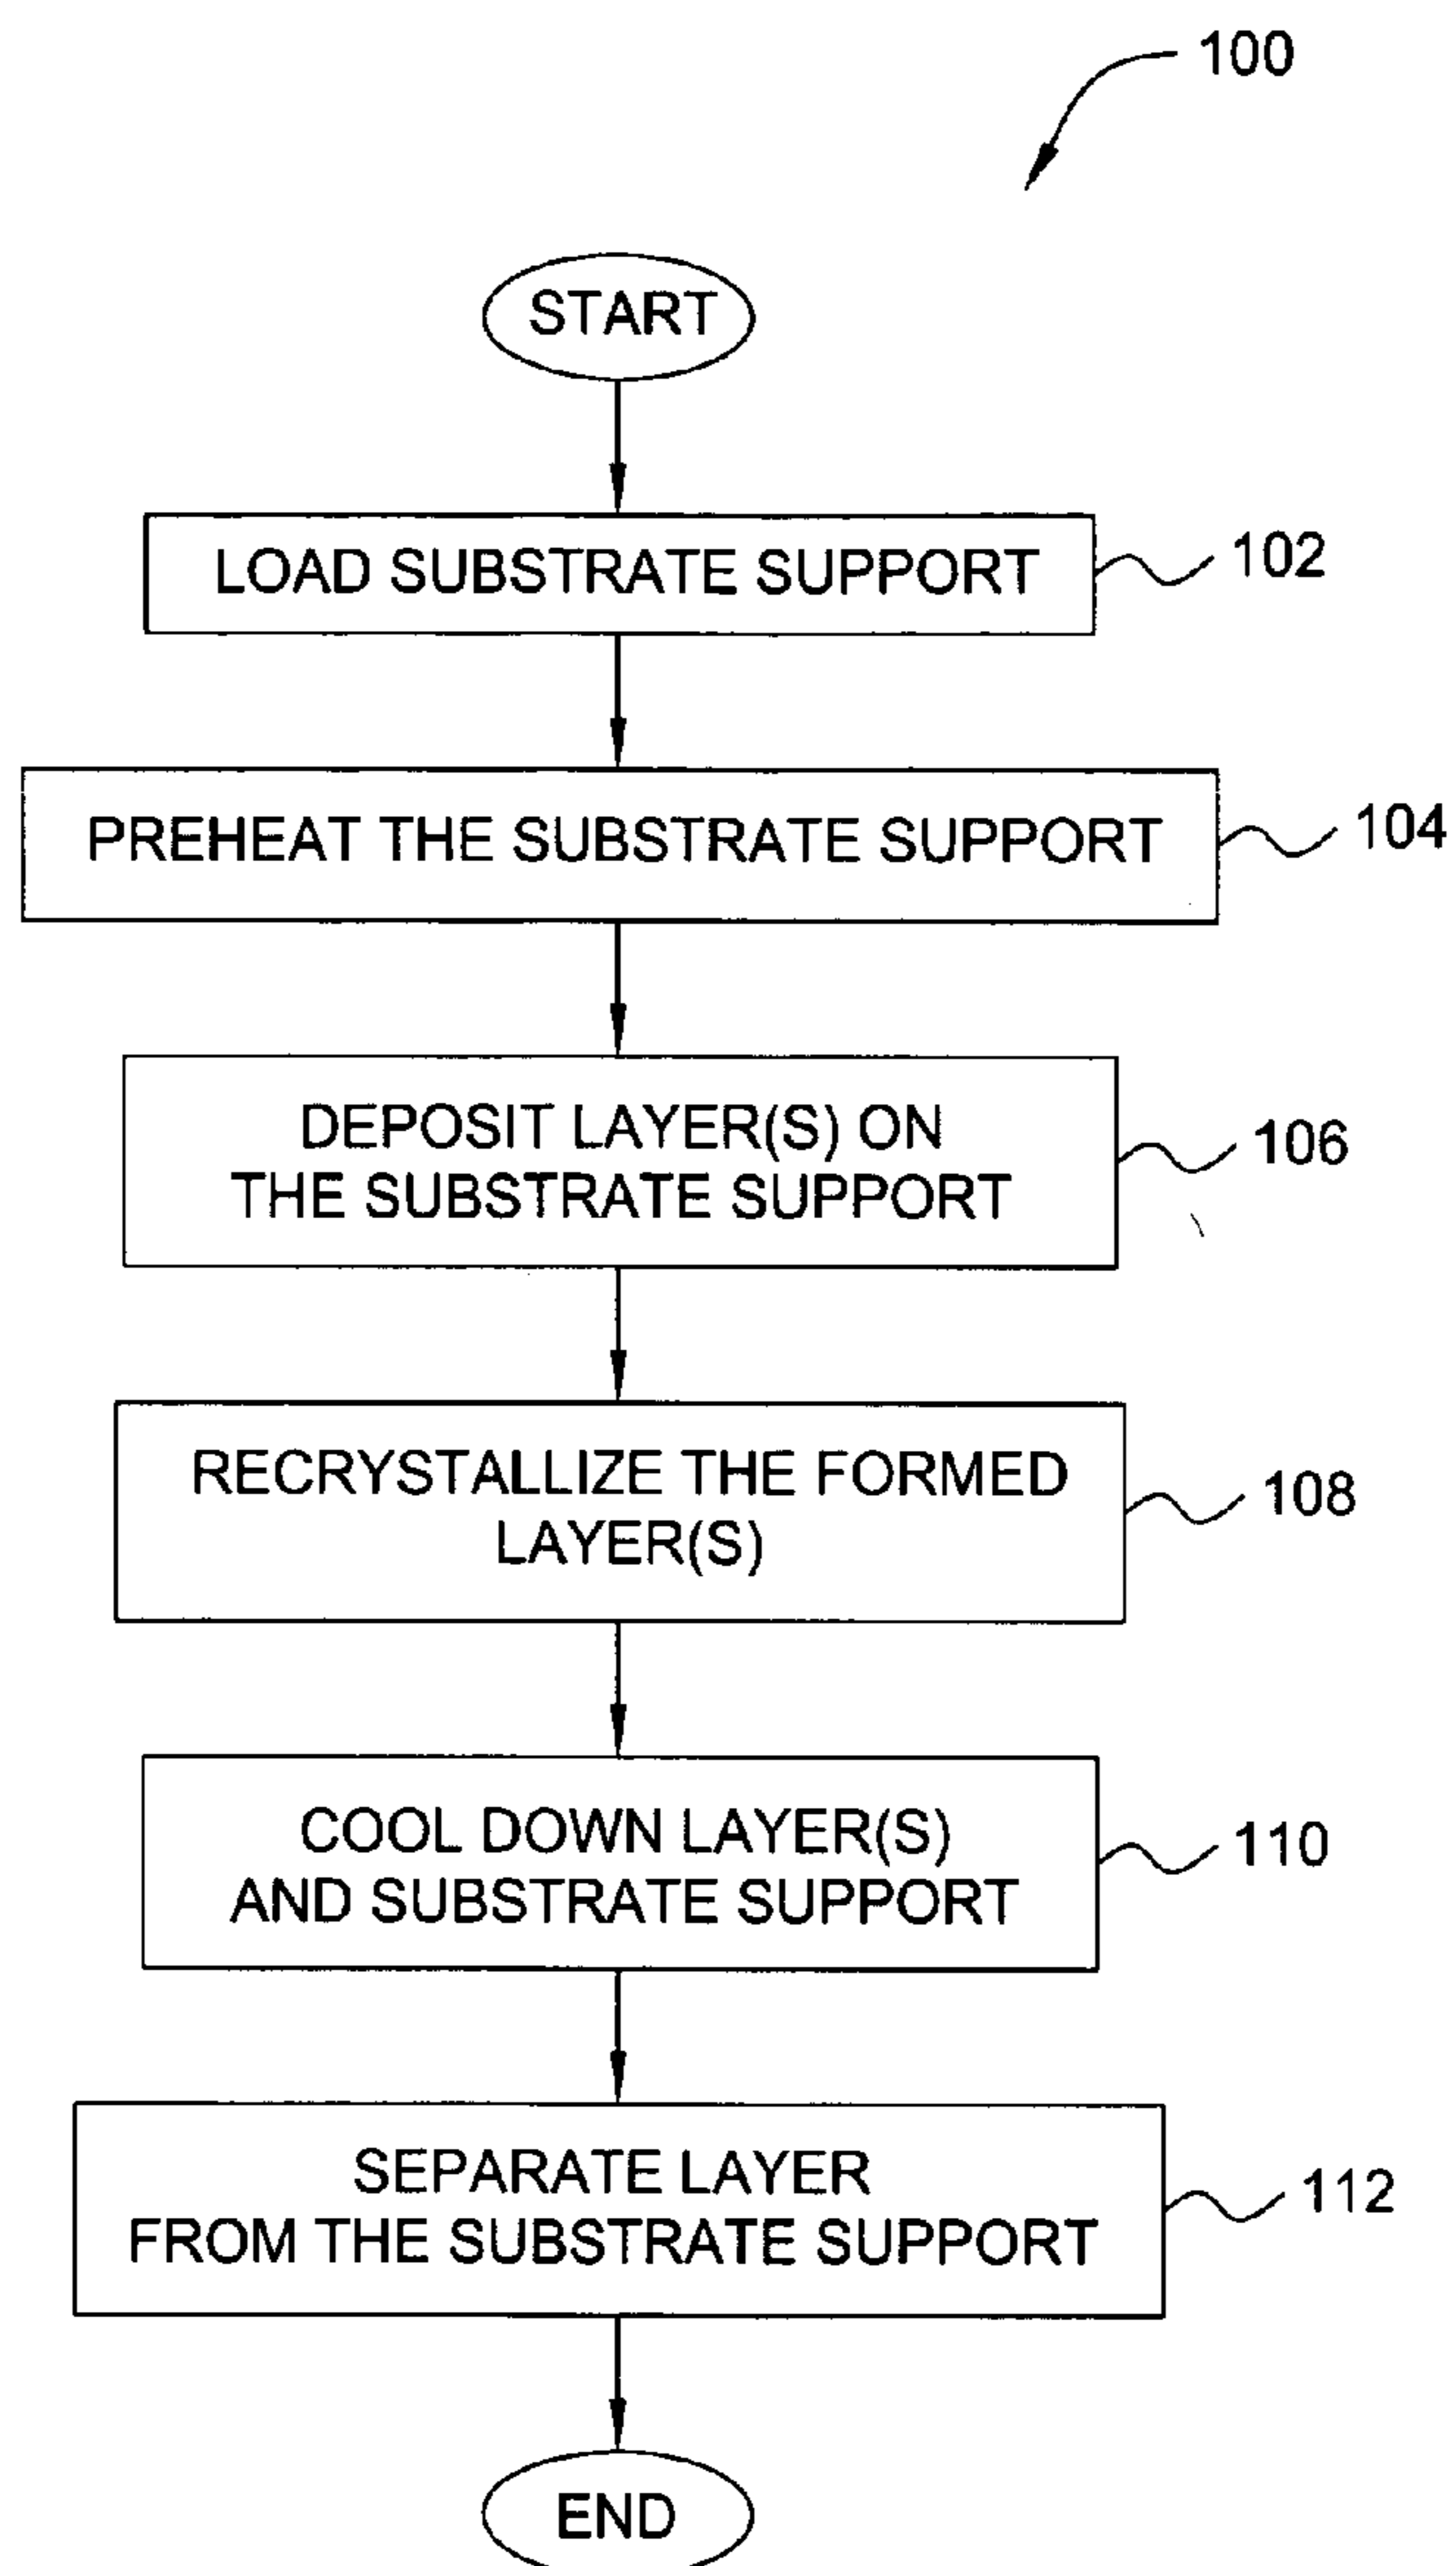 100
START
LOAD SUBSTRATE SUPPORT
102
PREHEAT THE SUBSTRATE SUPPORT
104
DEPOSIT LAYER(S) ON
THE SUBSTRATE SUPPORT
106
RECRYSTALLIZE THE FORMED
LAYER(S)
108
COOL DOWN LAYER(S)
AND SUBSTRATE SUPPORT
110
SEPARATE LAYER
FROM THE SUBSTRATE SUPPORT
112
END